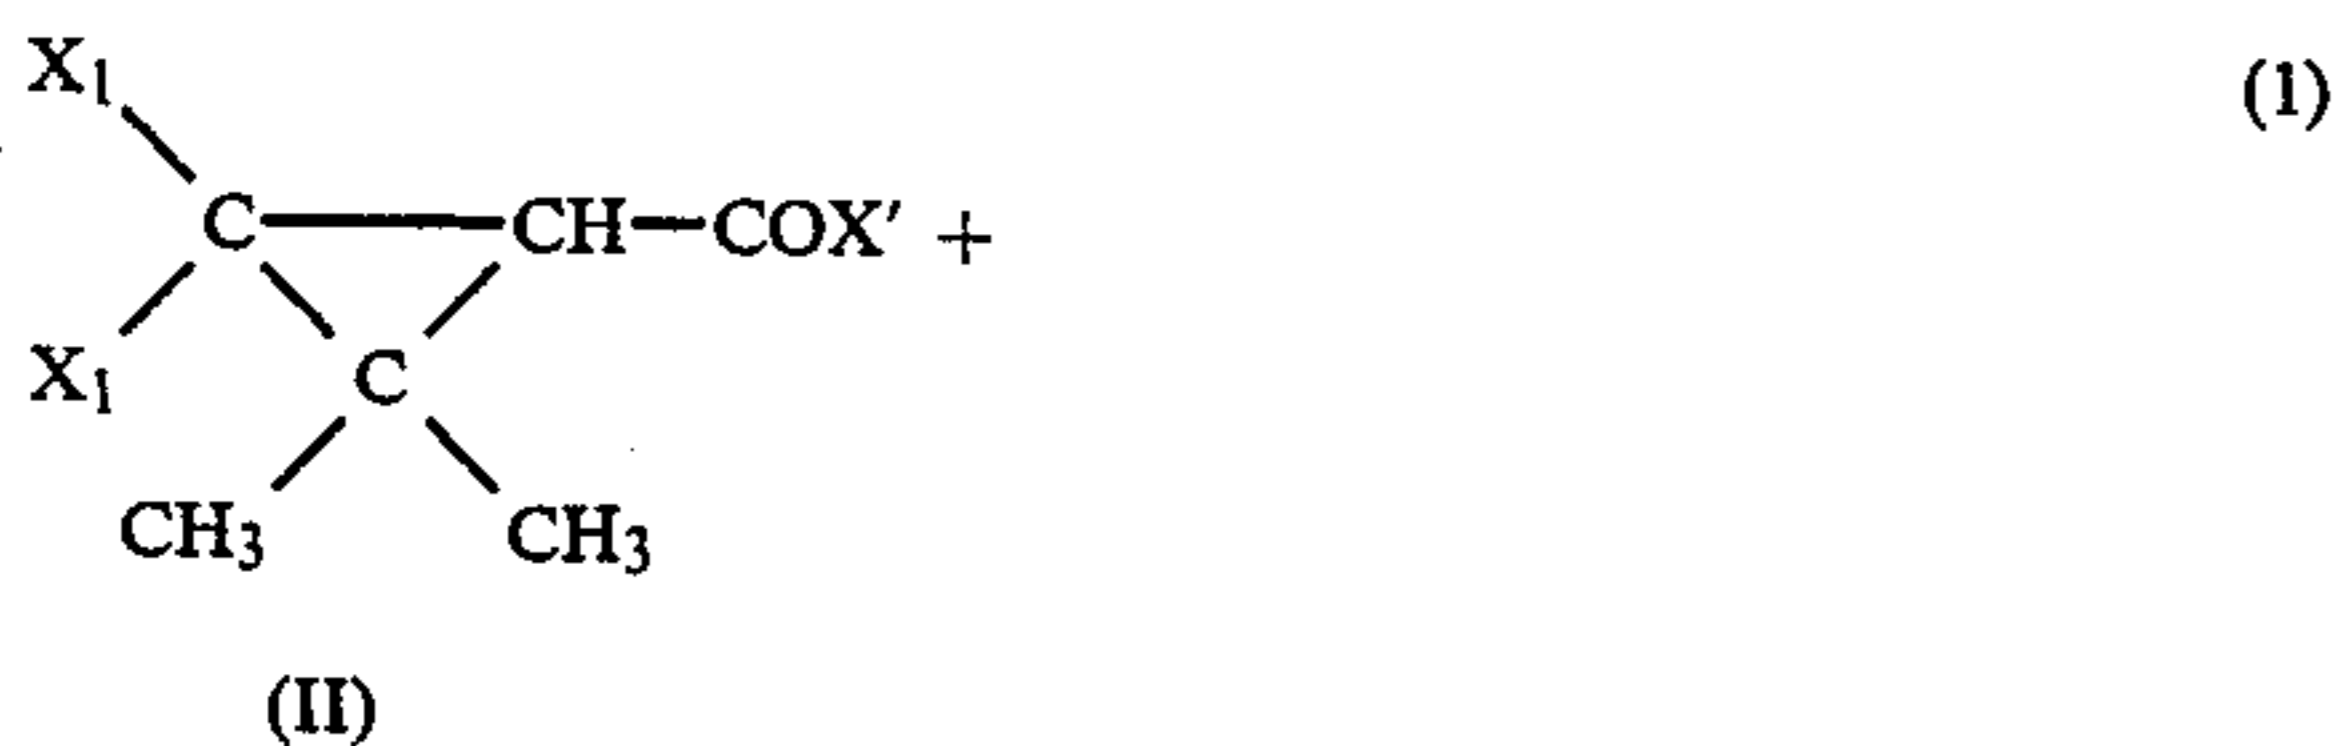 X₁ (1)
C CH—COX′ +
X₁ C
CH₃ CH₃
(II)